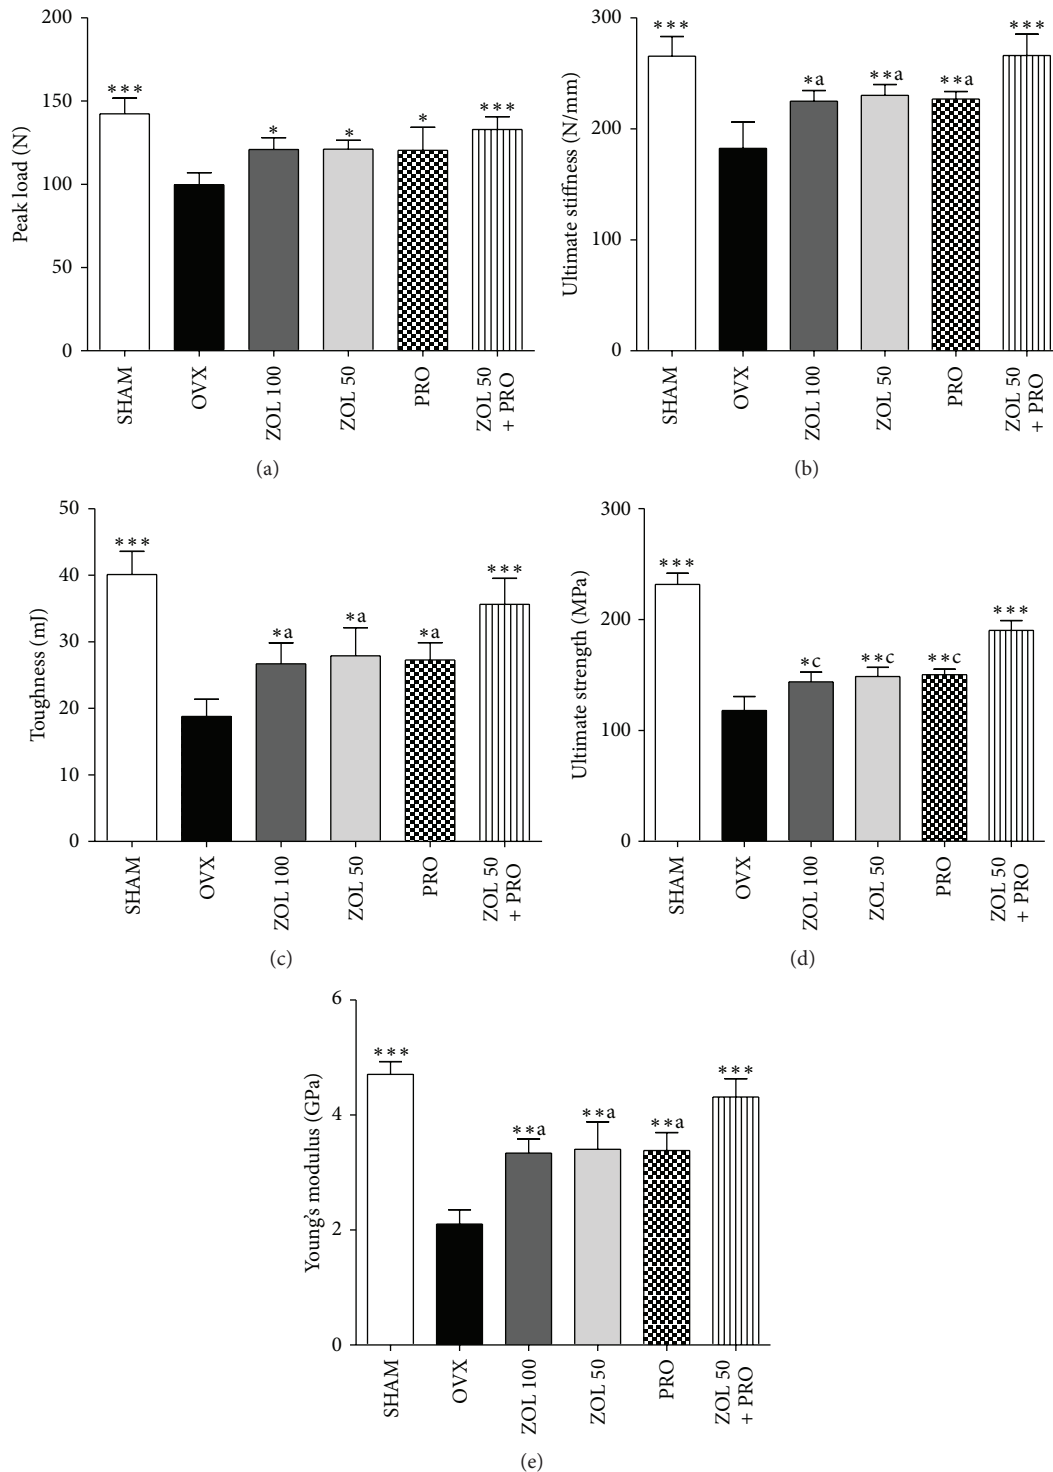 Peak load (N)
200
150
100
50
0
***
*
*
*
***
SHAM
OVX
ZOL 100
ZOL 50
PRO
ZOL 50
+ PRO
(a)
Ultimate stiffness (N/mm)
300
200
100
0
***
*a
**a
**a
***
SHAM
OVX
ZOL 100
ZOL 50
PRO
ZOL 50
+ PRO
(b)
Toughness (mJ)
50
40
30
20
10
0
***
*a
*a
*a
***
SHAM
OVX
ZOL 100
ZOL 50
PRO
ZOL 50
+ PRO
(c)
Ultimate strength (MPa)
300
200
100
0
***
*c
**c
**c
***
SHAM
OVX
ZOL 100
ZOL 50
PRO
ZOL 50
+ PRO
(d)
Young's modulus (GPa)
6
4
2
0
***
**a
**a
**a
***
SHAM
OVX
ZOL 100
ZOL 50
PRO
ZOL 50
+ PRO
(e)